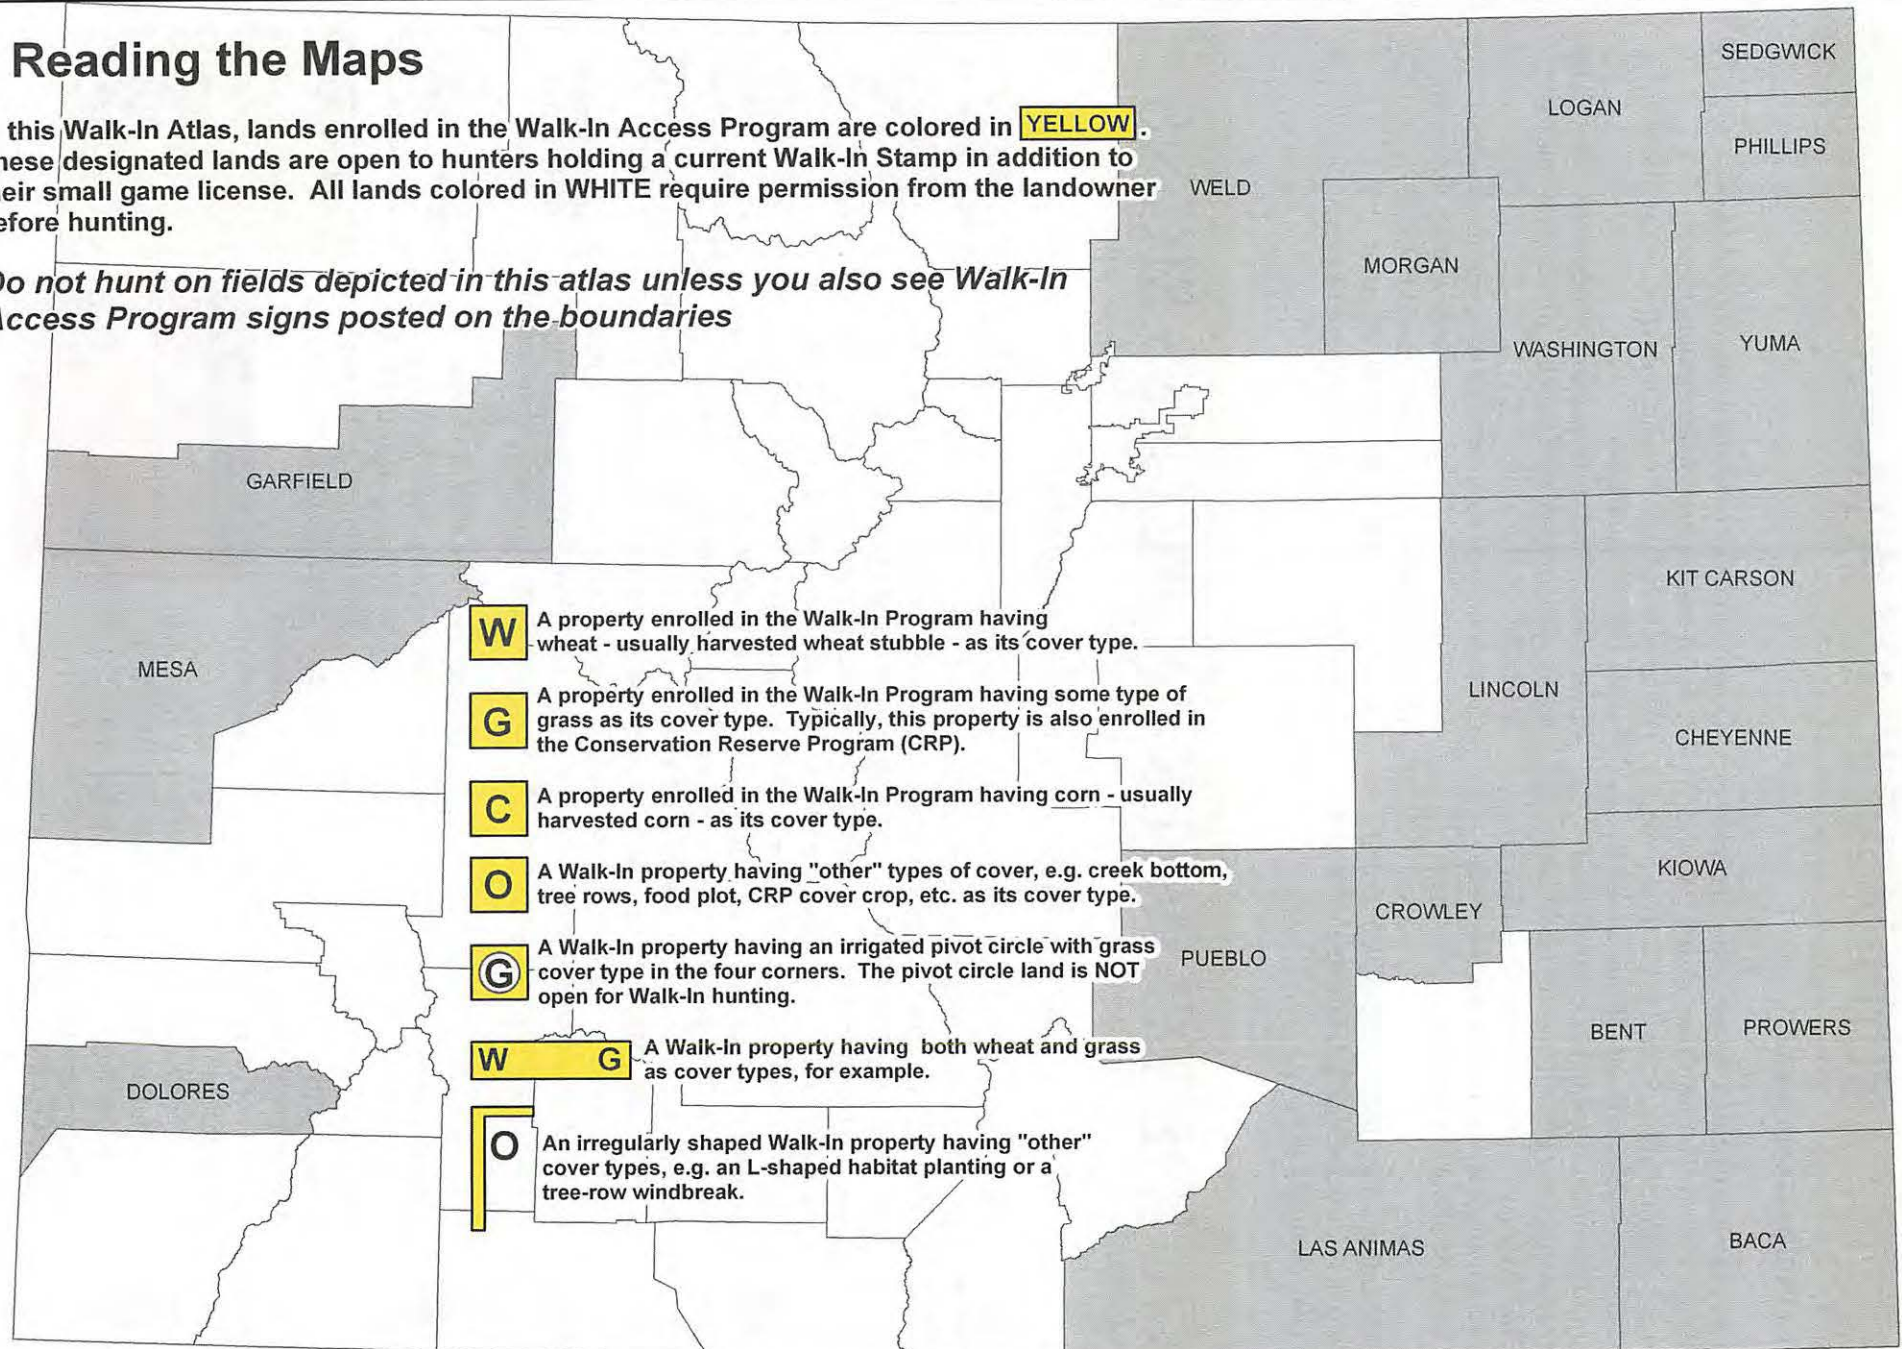 Reading the Maps
this Walk-In Atlas, lands enrolled in the Walk-In Access Program are colored in YELLOW.
hese designated lands are open to hunters holding a current Walk-In Stamp in addition to
eir small game license. All lands colored in WHITE require permission from the landowner
efore hunting.
o not hunt on fields depicted in this atlas unless you also see Walk-In
ccess Program signs posted on the boundaries
SEDGWICK
LOGAN
PHILLIPS
WELD
MORGAN
WASHINGTON
YUMA
GARFIELD
KIT CARSON
MESA
LINCOLN
CHEYENNE
KIOWA
CROWLEY
PUEBLO
BENT
PROWERS
DOLORES
LAS ANIMAS
BACA
W
A property enrolled in the Walk-In Program having
wheat - usually harvested wheat stubble - as its cover type.
G
A property enrolled in the Walk-In Program having some type of
grass as its cover type. Typically, this property is also enrolled in
the Conservation Reserve Program (CRP).
C
A property enrolled in the Walk-In Program having corn - usually
harvested corn - as its cover type.
O
A Walk-In property having "other" types of cover, e.g. creek bottom,
tree rows, food plot, CRP cover crop, etc. as its cover type.
G
A Walk-In property having an irrigated pivot circle with grass
cover type in the four corners. The pivot circle land is NOT
open for Walk-In hunting.
W G
A Walk-In property having both wheat and grass
as cover types, for example.
O
An irregularly shaped Walk-In property having "other"
cover types, e.g. an L-shaped habitat planting or a
tree-row windbreak.